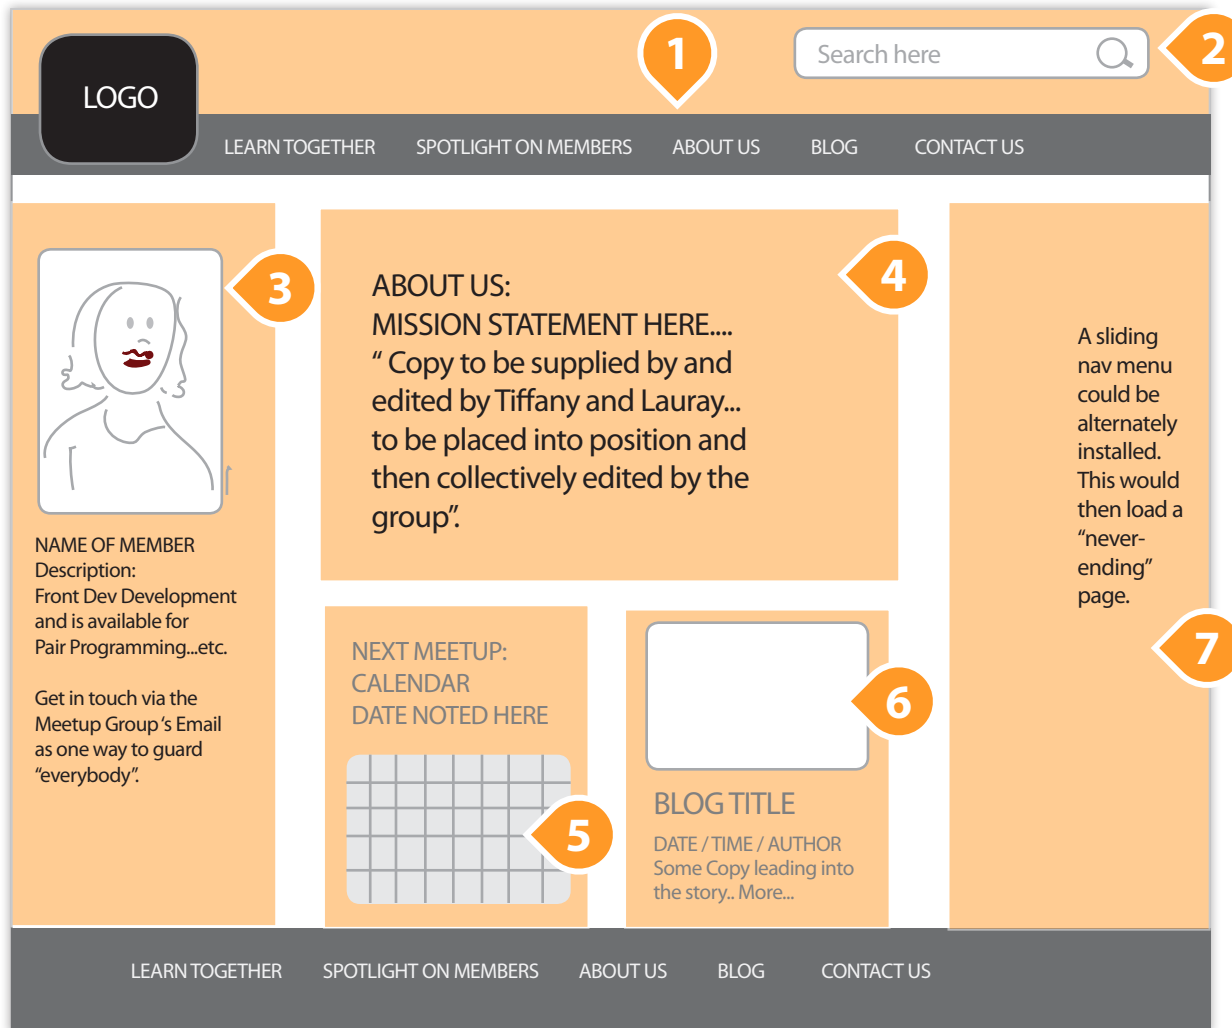 1
Search here
2
LOGO
LEARN TOGETHER SPOTLIGHT ON MEMBERS ABOUT US BLOG CONTACT US
3
NAME OF MEMBER
Description:
Front Dev Development
and is available for
Pair Programming...etc.
Get in touch via the
Meetup Group's Email
as one way to guard
"everybody".
4
ABOUT US:
MISSION STATEMENT HERE....
" Copy to be supplied by and
edited by Tiffany and Lauray...
to be placed into position and
then collectively edited by the
group".
NEXT MEETUP:
CALENDAR
DATE NOTED HERE
5
6
BLOG TITLE
DATE / TIME / AUTHOR
Some Copy leading into
the story.. More...
A sliding
nav menu
could be
alternately
installed.
This would
then load a
"never-
ending"
page.
7
LEARN TOGETHER SPOTLIGHT ON MEMBERS ABOUT US BLOG CONTACT US